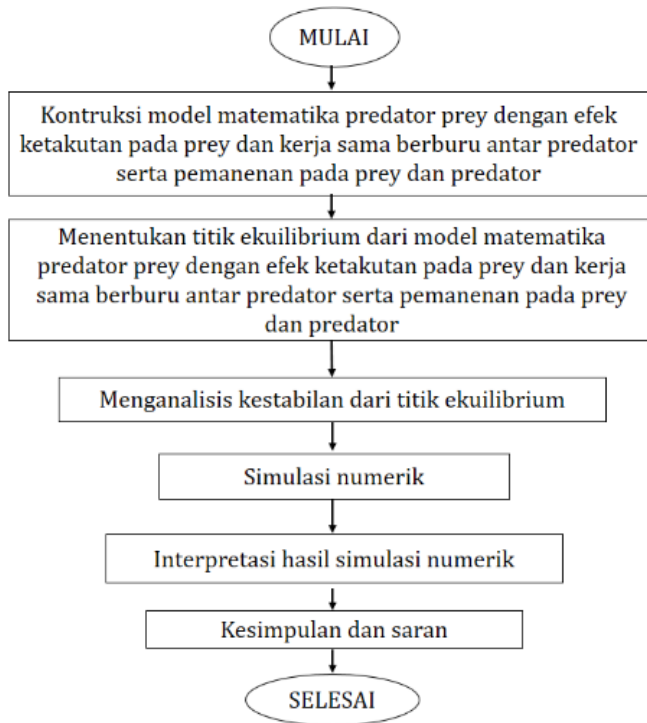 MULAI
Kontruksi model matematika predator prey dengan efek
ketakutan pada prey dan kerja sama berburu antar predator
serta pemanenan pada prey dan predator
Menentukan titik ekuilibrium dari model matematika
predator prey dengan efek ketakutan pada prey dan kerja
sama berburu antar predator serta pemanenan pada prey
dan predator
Menganalisis kestabilan dari titik ekuilibrium
Simulasi numerik
Interpretasi hasil simulasi numerik
Kesimpulan dan saran
SELESAI